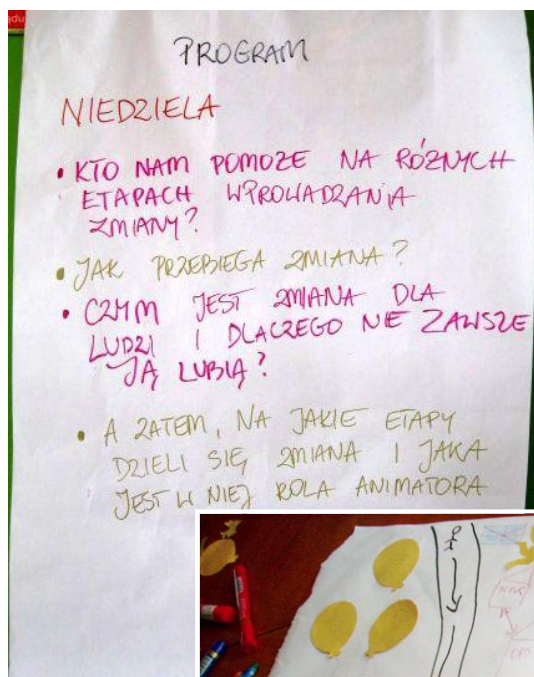 PROGRAM
NIEDZIELA
• KTO NAM POMOŻE NA RÓŻNYCH
ETAPACH WPROWADZANIA
ZMIANY?
• JAK PRZEBIEGA ZMIANA?
• CZYM JEST ZMIANA DLA
LUDZI I DLACZEGO NIE ZAWSZE
JĄ LUBIĄ?
• A ZATEM, NA JAKIE ETAPY
DZIELI SIĘ ZMIANA I JAKA
JEST W NIEJ ROLA ANIMATORA